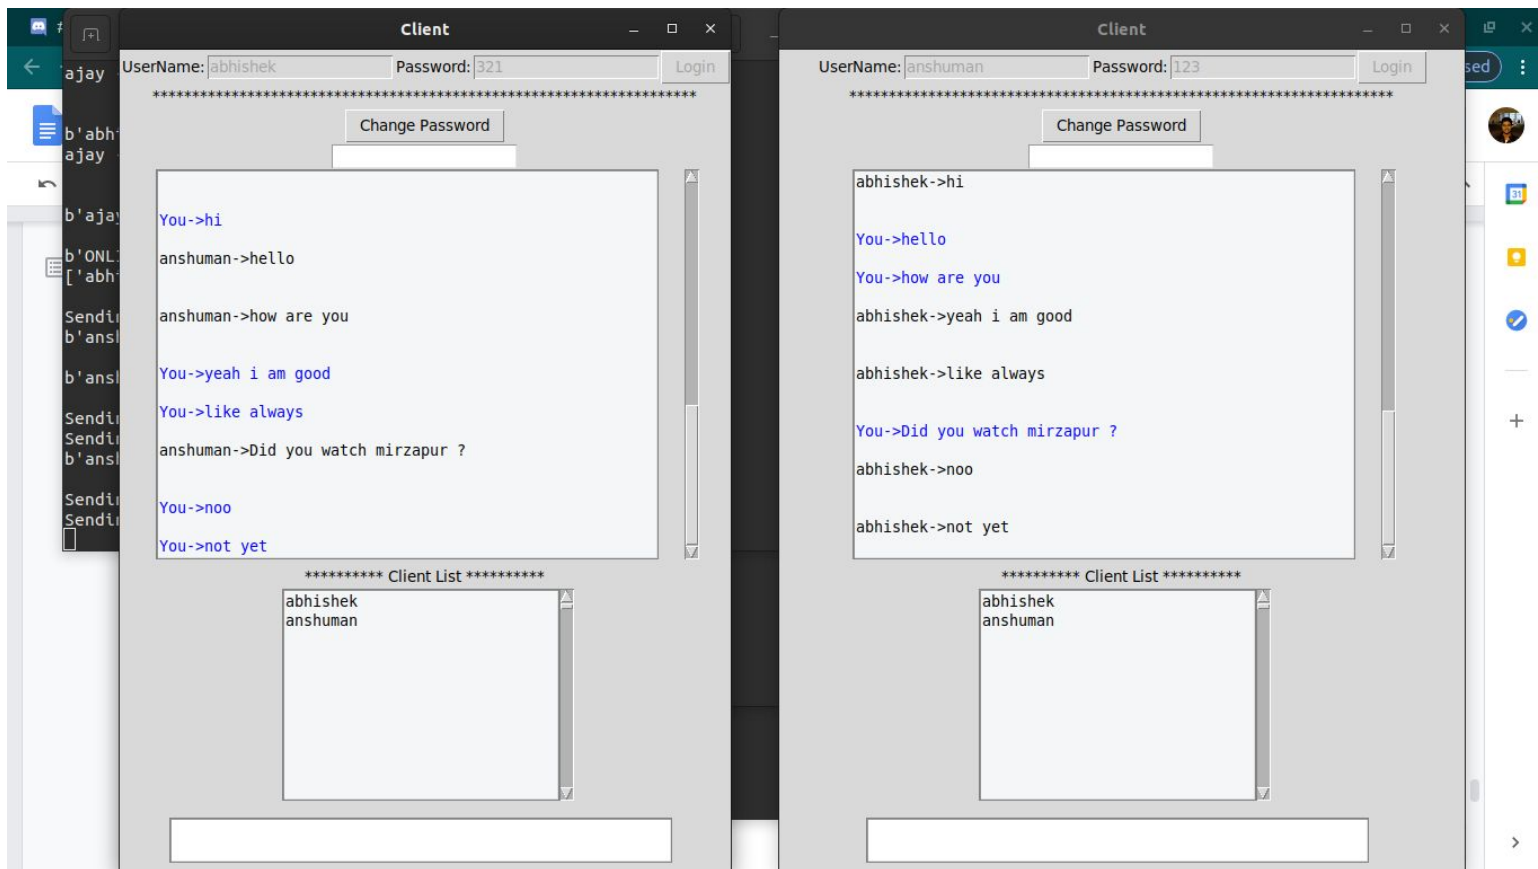 Client
UserName: abhishek Password: 321 Login
**********************************************************************
Change Password
You->hi
anshuman->hello
anshuman->how are you
You->yeah i am good
You->like always
anshuman->Did you watch mirzapur ?
You->noo
You->not yet
********** Client List **********
abhishek
anshuman
Client
UserName: anshuman Password: 123 Login
**********************************************************************
Change Password
abhishek->hi
You->hello
You->how are you
abhishek->yeah i am good
abhishek->like always
You->Did you watch mirzapur ?
abhishek->noo
abhishek->not yet
********** Client List **********
abhishek
anshuman
ajay
b'abh
ajay
b'aja
b'ONL
['abh
Sendi
b'ans
b'ans
Sendi
Sendi
b'ans
Sendi
Sendi
sed
31